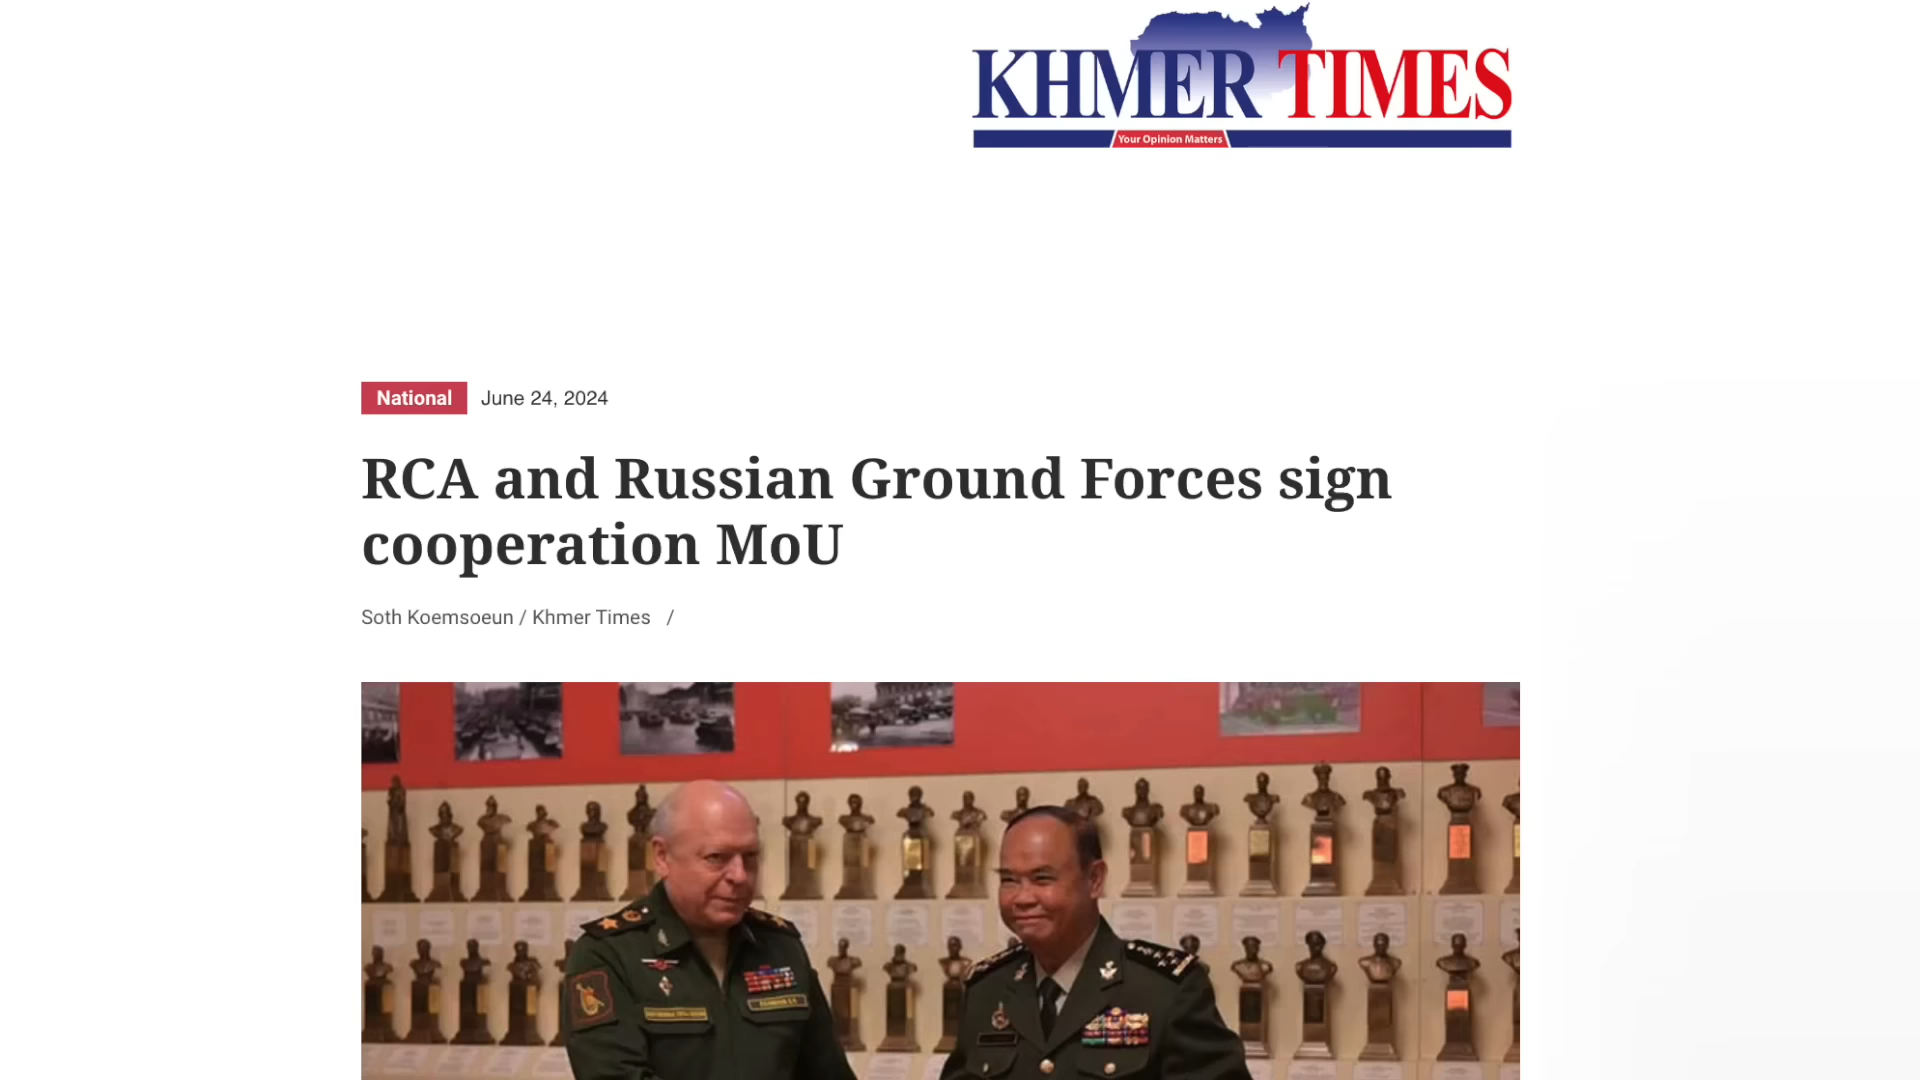 KHMER TIMES
Your Opinion Matters
National June 24, 2024
RCA and Russian Ground Forces sign
cooperation MoU
Soth Koemsoeun / Khmer Times /